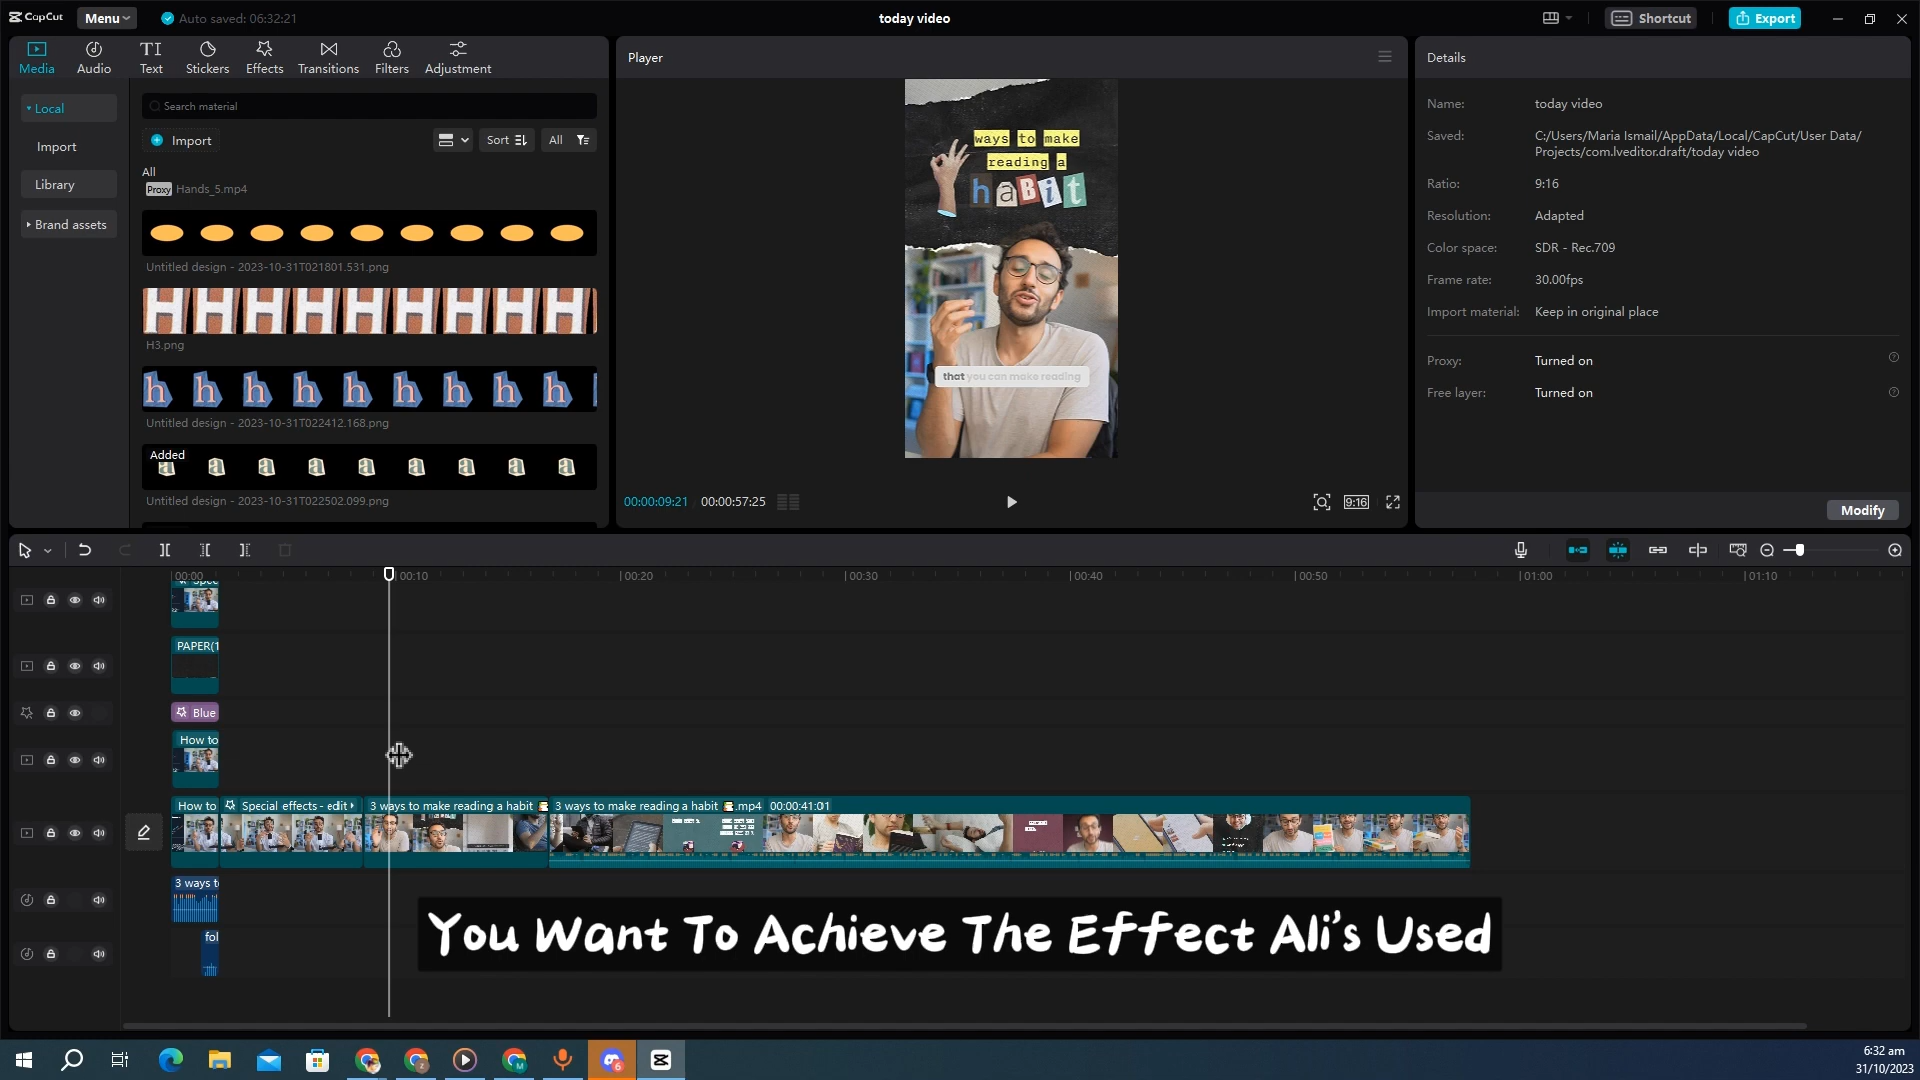 CapCut
Menu
Auto saved: 06:32:21
today video
Shortcut
Export
Media
Audio
TI
Text
Stickers
Effects
Transitions
Filters
Adjustment
Local
Import
Library
Brand assets
Search material
Import
Sort
All
All
Proxy Hands_5.mp4
Untitled design - 2023-10-31T021801.531.png
H H H H H H H H H
H3.png
h h h h h h h h h
Untitled design - 2023-10-31T022412.168.png
Added
a a a a a a a a a
Untitled design - 2023-10-31T022502.099.png
Player
ways to make
reading a
haBit
that you can make reading
00:00:09:21
00:00:57:25
9:16
Details
Name: today video
Saved: C:/Users/Maria Ismail/AppData/Local/CapCut/User Data/
Projects/com.lveditor.draft/today video
Ratio: 9:16
Resolution: Adapted
Color space: SDR - Rec.709
Frame rate: 30.00fps
Import material: Keep in original place
Proxy: Turned on
Free layer: Turned on
Modify
00:00
00:10
00:20
00:30
00:40
00:50
01:00
01:10
Spec
PAPER(1
Blue
How to
How to
Special effects - edit
3 ways to make reading a habit
3 ways to make reading a habit .mp4 00:00:41:01
3 ways to
fol
You Want To Achieve The Effect Ali's Used
6
6:32 am
31/10/2023